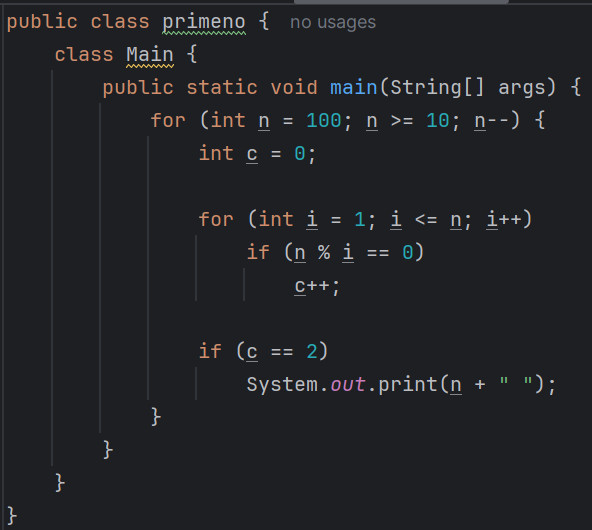 public class primeno {  no usages
    class Main {
        public static void main(String[] args) {
            for (int n = 100; n >= 10; n--) {
                int c = 0;

                for (int i = 1; i <= n; i++)
                    if (n % i == 0)
                        c++;

                if (c == 2)
                    System.out.print(n + " ");
            }
        }
    }
}